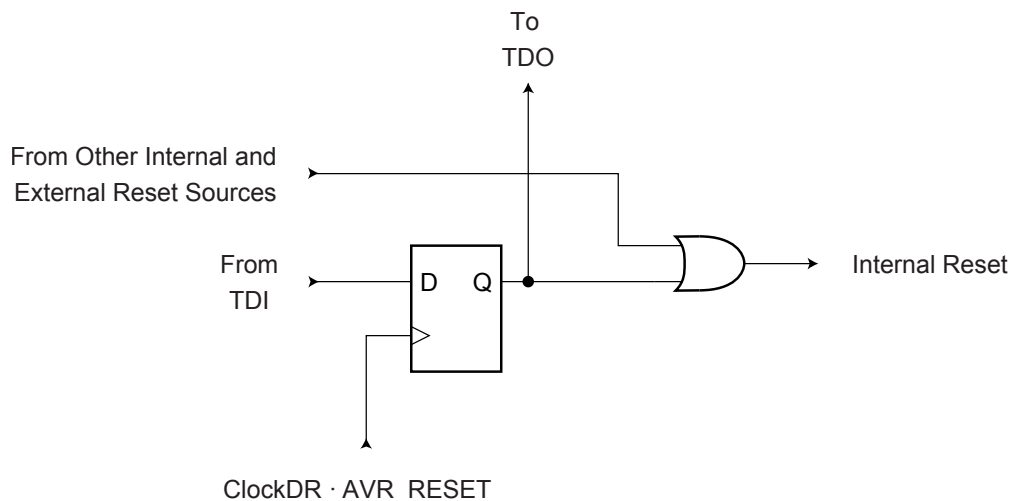 To
TDO
From Other Internal and
External Reset Sources
From
TDI
D
Q
Internal Reset
ClockDR · AVR_RESET